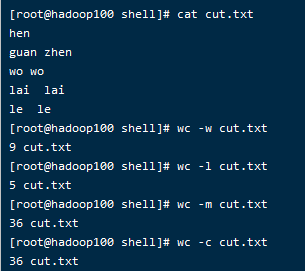 [root@hadoop100 shell]# cat cut.txt
hen
guan zhen
wo wo
lai  lai
le  le
[root@hadoop100 shell]# wc -w cut.txt
9 cut.txt
[root@hadoop100 shell]# wc -l cut.txt
5 cut.txt
[root@hadoop100 shell]# wc -m cut.txt
36 cut.txt
[root@hadoop100 shell]# wc -c cut.txt
36 cut.txt